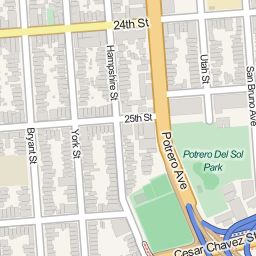 24th St
Hampshire St
Utah St
San Bruno Ave
25th St
Bryant St
York St
Potrero Ave
Potrero Del Sol
Park
Cesar Chavez St